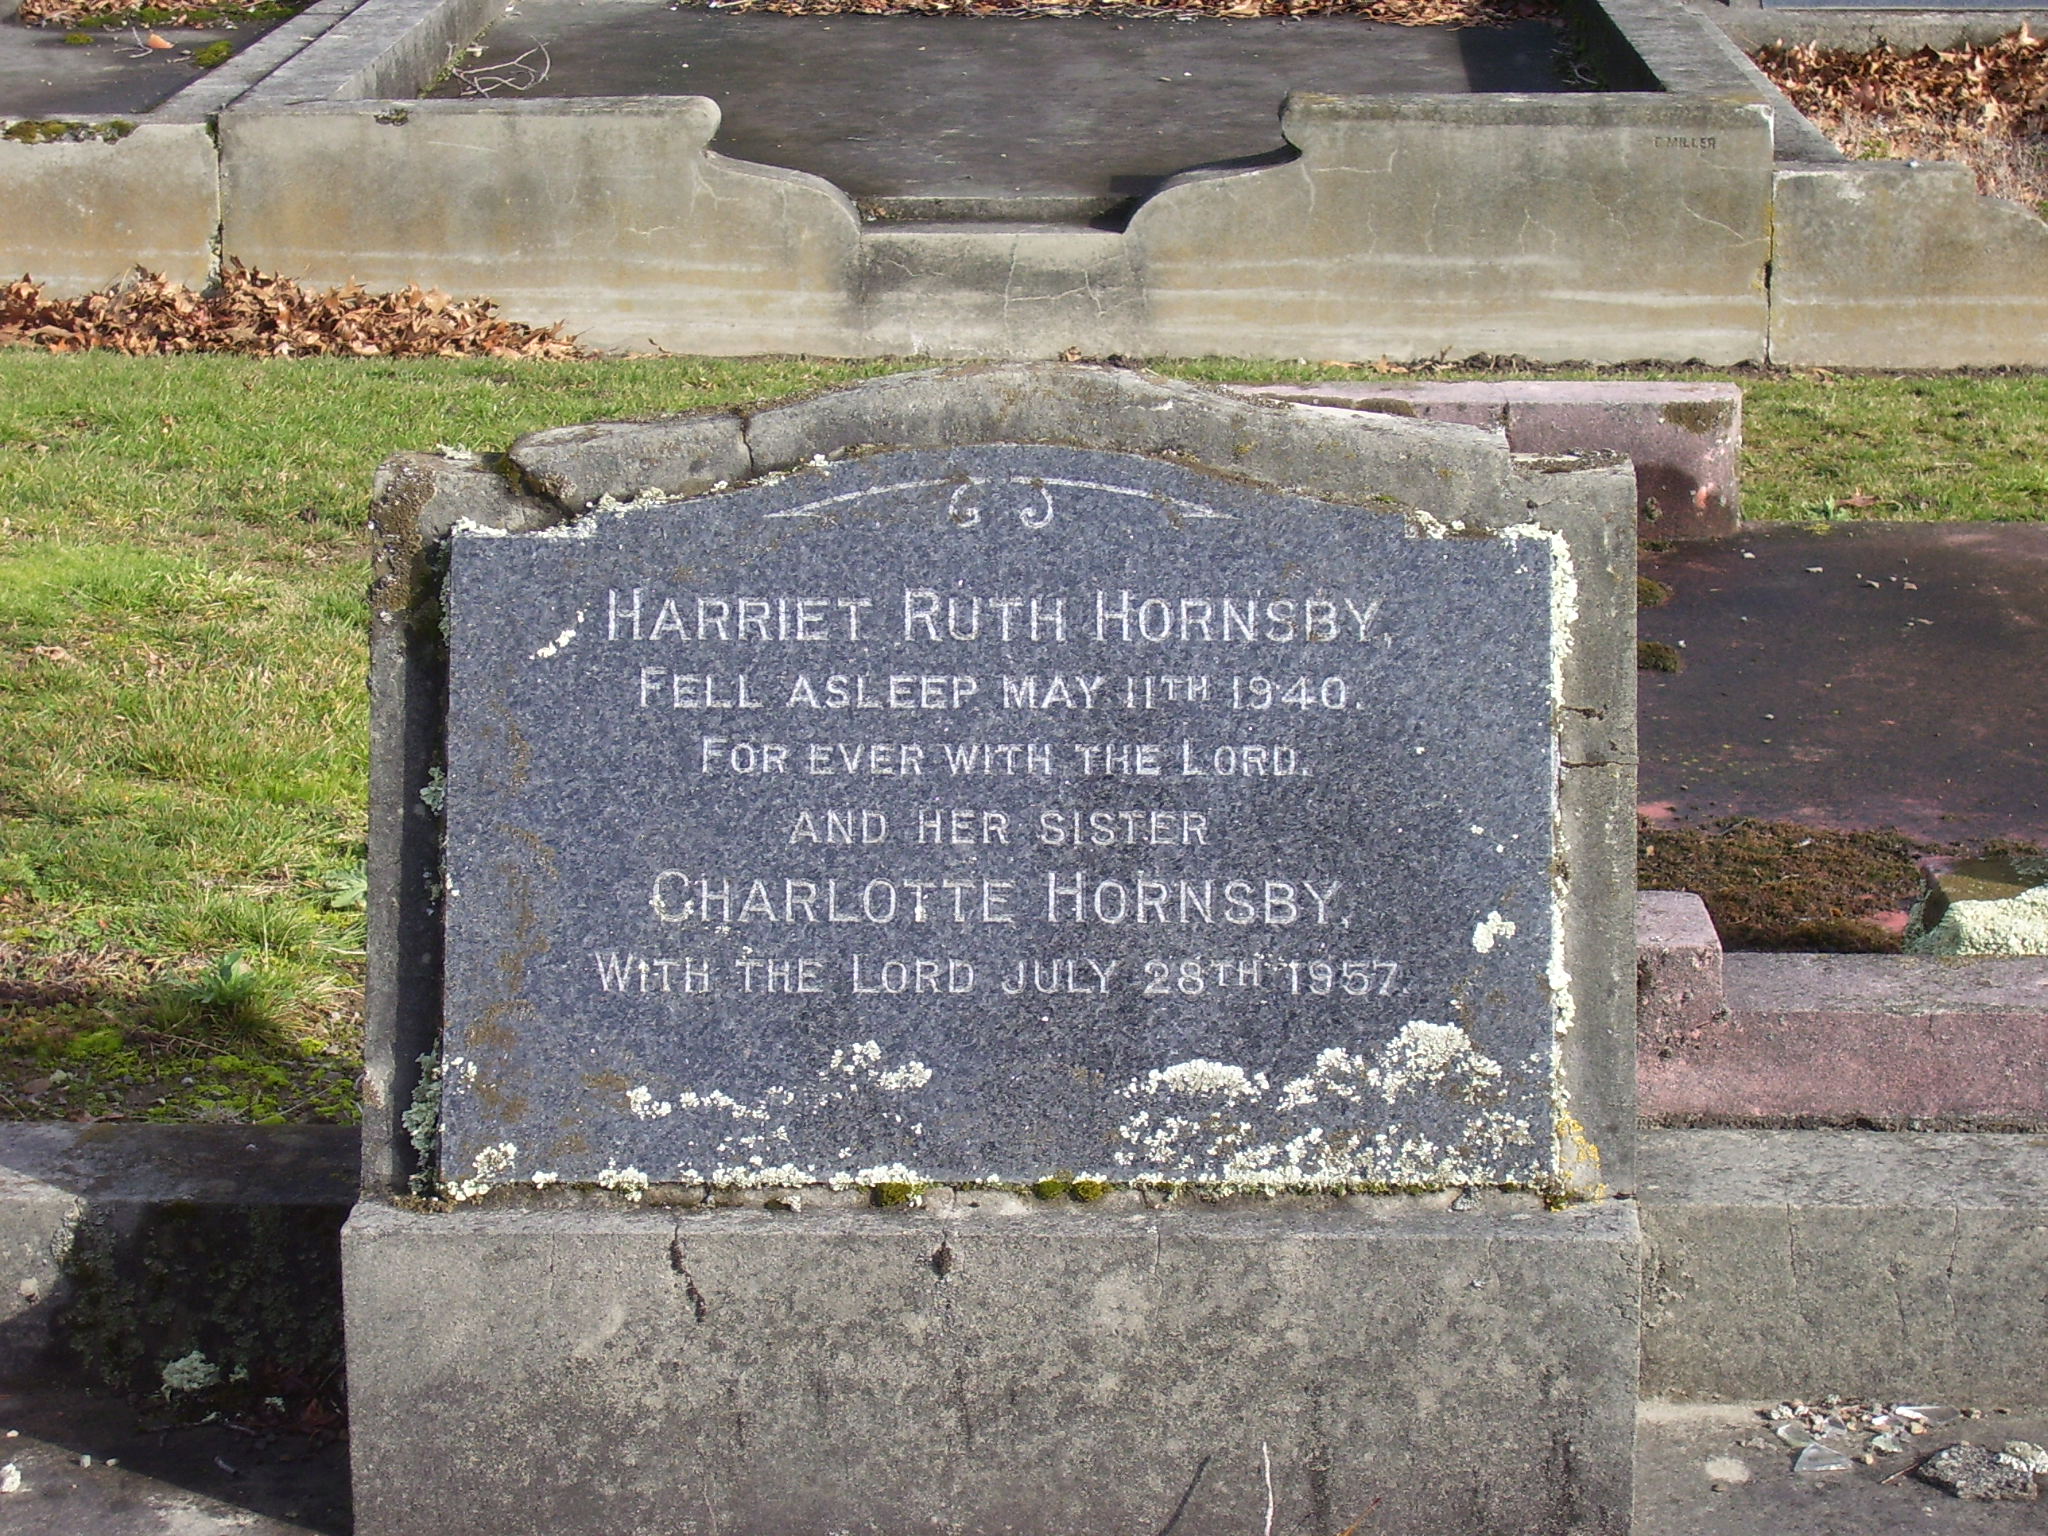 E MILLER
HARRIET RUTH HORNSBY,
FELL ASLEEP MAY 11TH 1940.
FOR EVER WITH THE LORD.
AND HER SISTER
CHARLOTTE HORNSBY,
WITH THE LORD JULY 28TH 1957.